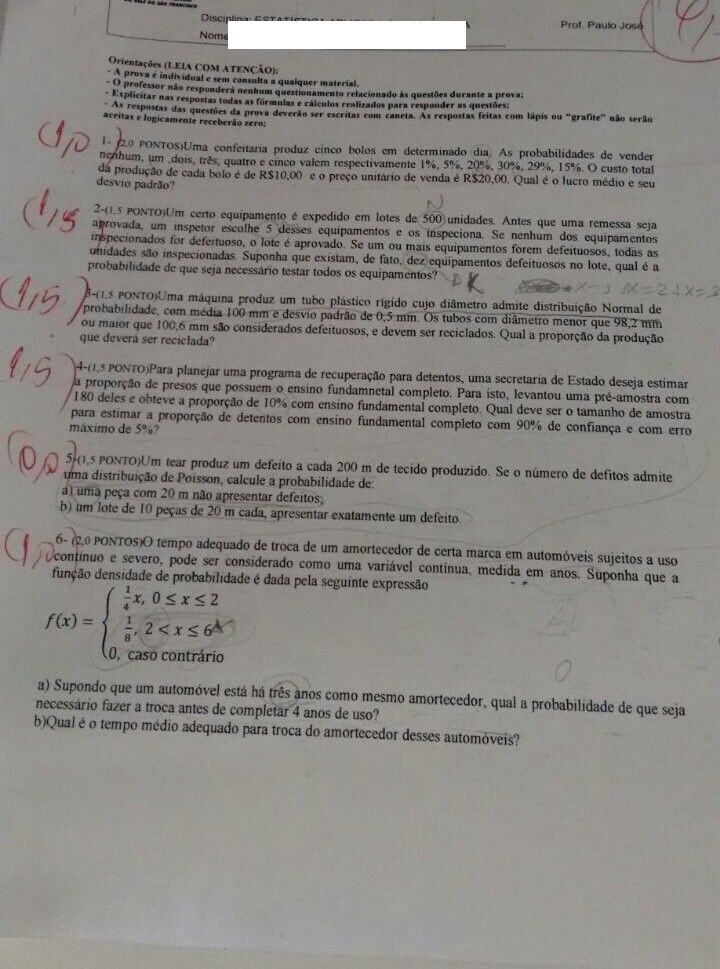 DO VALE DO SÃO FRANCISCO
Disciplina: ESTATÍSTICA
Prof. Paulo José
Nome
Orientações (LEIA COM ATENÇÃO):
- A prova é individual e sem consulta a qualquer material.
- O professor não responderá nenhum questionamento relacionado às questões durante a prova;
- Explicitar nas respostas todas as fórmulas e cálculos realizados para responder as questões;
- As respostas das questões da prova deverão ser escritas com caneta. As respostas feitas com lápis ou “grafite” não serão
aceitas e logicamente receberão zero;
1,0
1- (2,0 PONTOS)Uma confeitaria produz cinco bolos em determinado dia. As probabilidades de vender
nenhum, um ,dois, três, quatro e cinco valem respectivamente 1%, 5%, 20%, 30%, 29%, 15%. O custo total
da produção de cada bolo é de R$10,00 e o preço unitário de venda é R$20,00. Qual é o lucro médio e seu
desvio padrão?
N
1,5
2-(1,5 PONTO)Um certo equipamento é expedido em lotes de 500 unidades. Antes que uma remessa seja
aprovada, um inspetor escolhe 5 desses equipamentos e os inspeciona. Se nenhum dos equipamentos
inspecionados for defeituoso, o lote é aprovado. Se um ou mais equipamentos forem defeituosos, todas as
unidades são inspecionadas. Suponha que existam, de fato, dez equipamentos defeituosos no lote, qual é a
probabilidade de que seja necessário testar todos os equipamentos?
K
1,5
3-(1,5 PONTO)Uma máquina produz um tubo plástico rígido cujo diâmetro admite distribuição Normal de
probabilidade, com média 100 mm e desvio padrão de 0,5 mm. Os tubos com diâmetro menor que 98,2 mm
ou maior que 100,6 mm são considerados defeituosos, e devem ser reciclados. Qual a proporção da produção
que deverá ser reciclada?
1,5
4-(1,5 PONTO)Para planejar uma programa de recuperação para detentos, uma secretaria de Estado deseja estimar
a proporção de presos que possuem o ensino fundamnetal completo. Para isto, levantou uma pré-amostra com
180 deles e obteve a proporção de 10% com ensino fundamental completo. Qual deve ser o tamanho de amostra
para estimar a proporção de detentos com ensino fundamental completo com 90% de confiança e com erro
máximo de 5%?
0,0
5-(1,5 PONTO)Um tear produz um defeito a cada 200 m de tecido produzido. Se o número de defitos admite
uma distribuição de Poisson, calcule a probabilidade de:
a) uma peça com 20 m não apresentar defeitos;
b) um lote de 10 peças de 20 m cada, apresentar exatamente um defeito.
1,0
6- (2,0 PONTOS)O tempo adequado de troca de um amortecedor de certa marca em automóveis sujeitos a uso
contínuo e severo, pode ser considerado como uma variável contínua, medida em anos. Suponha que a
função densidade de probabilidade é dada pela seguinte expressão
1/4 x, 0 ≤ x ≤ 2
f(x) = { 1/8, 2 < x ≤ 6
0, caso contrário
a) Supondo que um automóvel está há três anos como mesmo amortecedor, qual a probabilidade de que seja
necessário fazer a troca antes de completar 4 anos de uso?
b)Qual é o tempo médio adequado para troca do amortecedor desses automóveis?